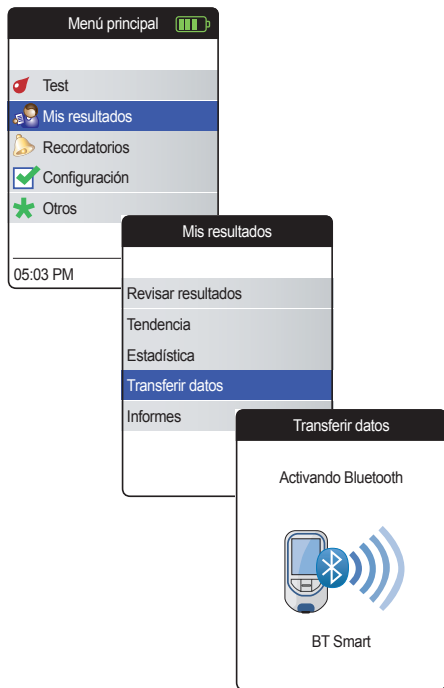 Menú principal
Test
Mis resultados
Recordatorios
Configuración
Otros
05:03 PM
Mis resultados
Revisar resultados
Tendencia
Estadística
Transferir datos
Informes
Transferir datos
Activando Bluetooth
BT Smart